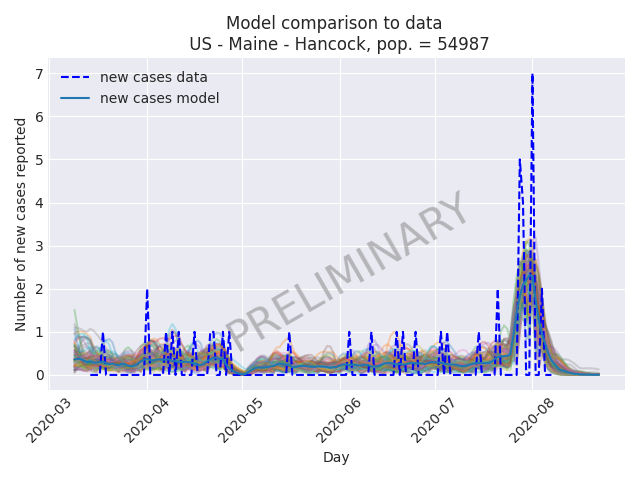 Model comparison to data
US - Maine - Hancock, pop. = 54987
new cases data
new cases model
Number of new cases reported
7
6
5
4
3
2
1
0
PRELIMINARY
2020-03
2020-04
2020-05
2020-06
2020-07
2020-08
Day